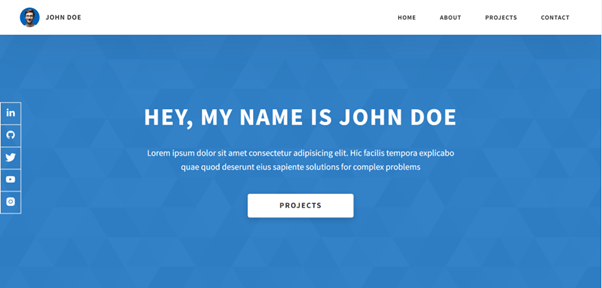 JOHN DOE
HOME ABOUT PROJECTS CONTACT
HEY, MY NAME IS JOHN DOE
Lorem ipsum dolor sit amet consectetur adipisicing elit. Hic facilis tempora explicabo
quae quod deserunt eius sapiente solutions for complex problems
PROJECTS